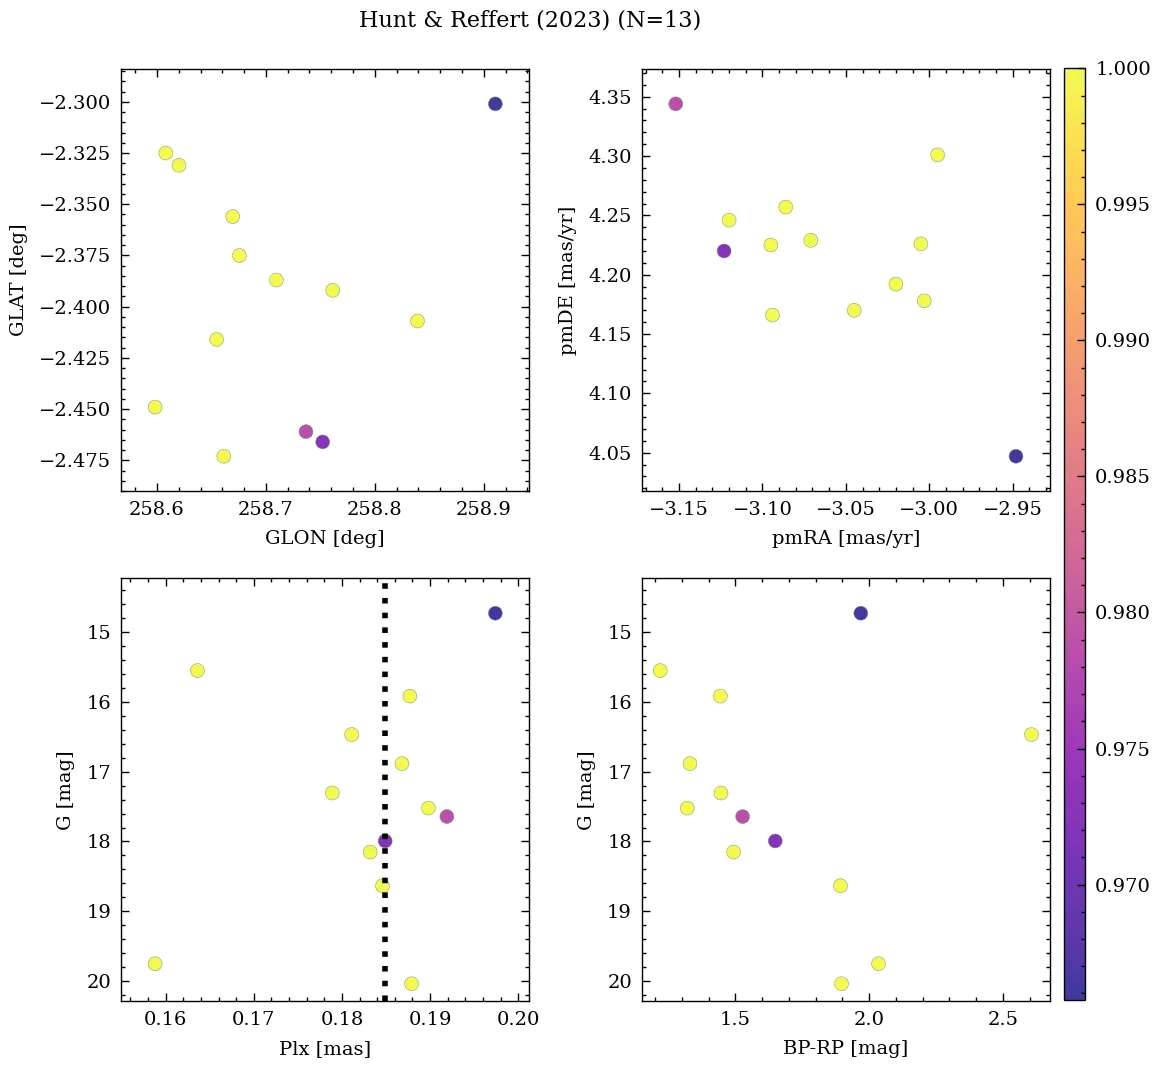 Hunt & Reffert (2023) (N=13)
−2.300
−2.325
−2.350
−2.375
−2.400
−2.425
−2.450
−2.475
GLAT [deg]
258.6 258.7 258.8 258.9
GLON [deg]
4.35
4.30
4.25
4.20
4.15
4.10
4.05
pmDE [mas/yr]
−3.15 −3.10 −3.05 −3.00 −2.95
pmRA [mas/yr]
15
16
17
18
19
20
G [mag]
0.16 0.17 0.18 0.19 0.20
Plx [mas]
15
16
17
18
19
20
G [mag]
1.5 2.0 2.5
BP-RP [mag]
1.000
0.995
0.990
0.985
0.980
0.975
0.970